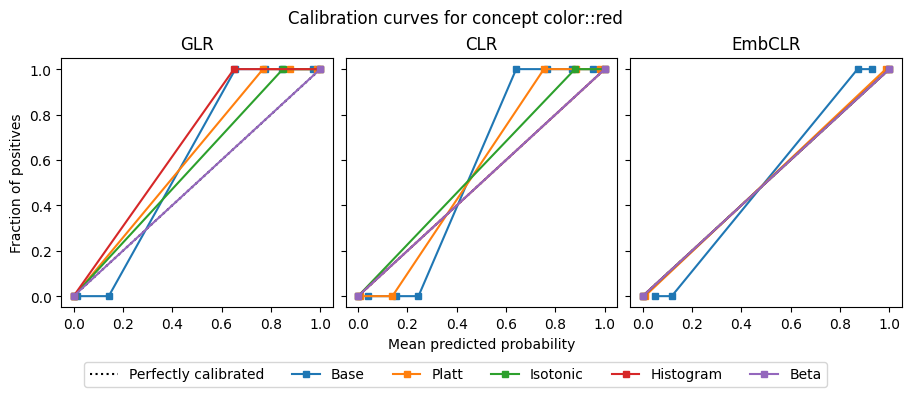 Calibration curves for concept color::red
GLR
CLR
EmbCLR
Fraction of positives
1.0
0.8
0.6
0.4
0.2
0.0
0.0 0.2 0.4 0.6 0.8 1.0
0.0 0.2 0.4 0.6 0.8 1.0
0.0 0.2 0.4 0.6 0.8 1.0
Mean predicted probability
Perfectly calibrated Base Platt Isotonic Histogram Beta